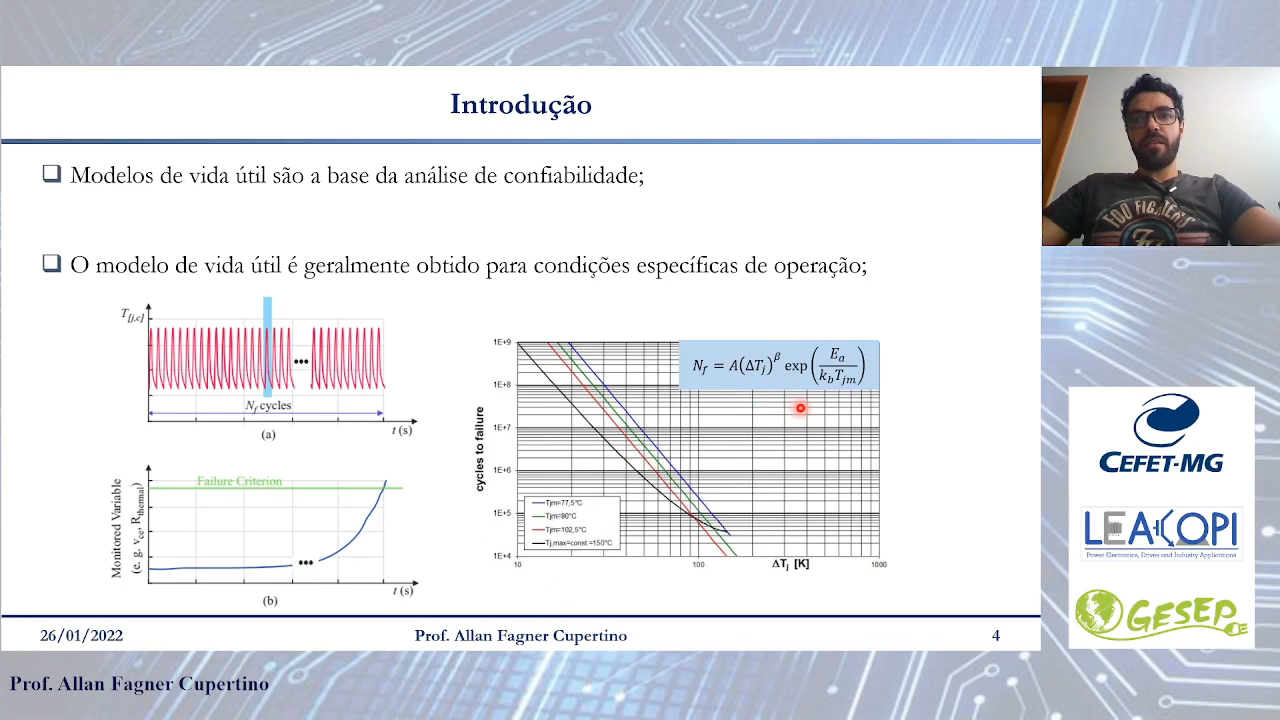 Introdução
❑ Modelos de vida útil são a base da análise de confiabilidade;
❑ O modelo de vida útil é geralmente obtido para condições específicas de operação;
T[j,c]
•••
Nf cycles
t (s)
(a)
Monitored Variable
(e. g. vce, Rthermal)
Failure Criterion
•••
t (s)
(b)
cycles to failure
1E+9
1E+8
1E+7
1E+6
1E+5
1E+4
Nf = A(ΔTj)^β exp(Ea / kbTjm)
Tjm=77,5°C
Tjm=90°C
Tjm=102,5°C
Tj,max=const.=150°C
10
100
ΔTj [K]
1000
26/01/2022
Prof. Allan Fagner Cupertino
4
FOO FIGHTERS
CEFET-MG
LEACOPI
Power Electronics, Drives and Industry Applications
GESEP
Prof. Allan Fagner Cupertino